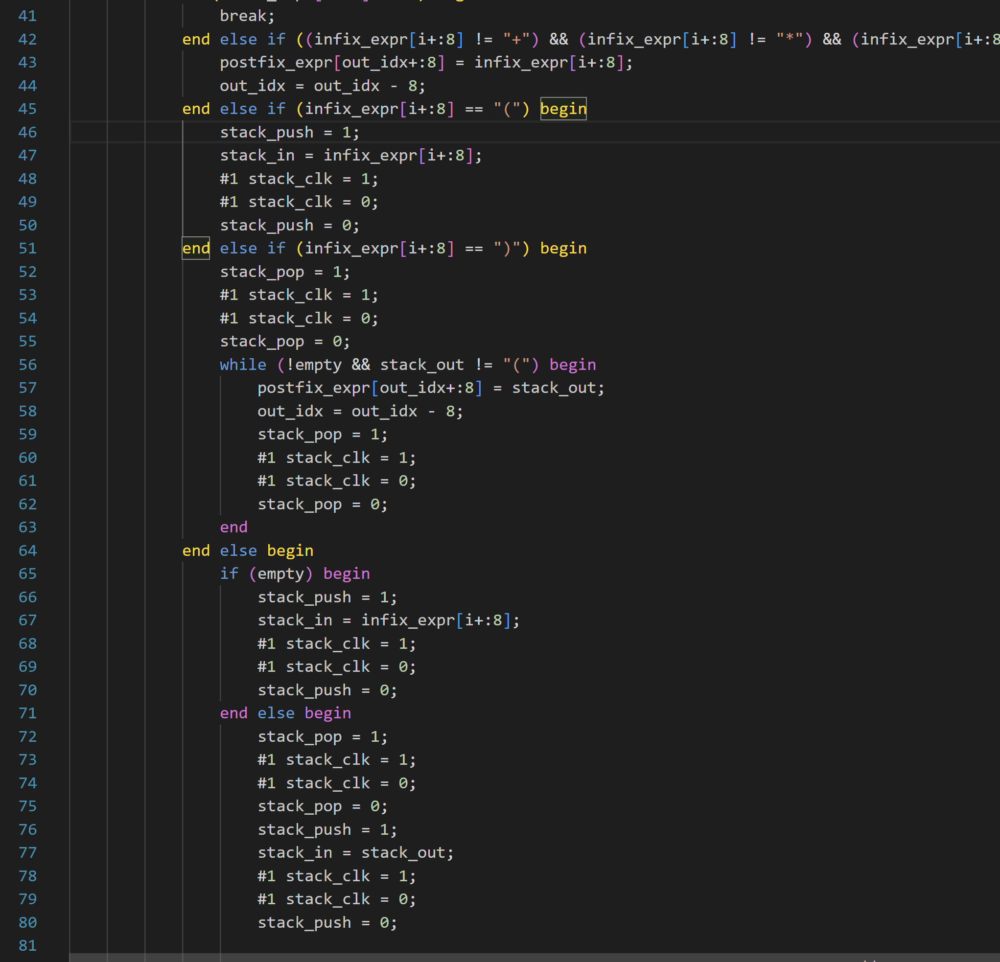 41 break;
42 end else if ((infix_expr[i+:8] != "+") && (infix_expr[i+:8] != "*") && (infix_expr[i+:8
43 postfix_expr[out_idx+:8] = infix_expr[i+:8];
44 out_idx = out_idx - 8;
45 end else if (infix_expr[i+:8] == "(") begin
46 stack_push = 1;
47 stack_in = infix_expr[i+:8];
48 #1 stack_clk = 1;
49 #1 stack_clk = 0;
50 stack_push = 0;
51 end else if (infix_expr[i+:8] == ")") begin
52 stack_pop = 1;
53 #1 stack_clk = 1;
54 #1 stack_clk = 0;
55 stack_pop = 0;
56 while (!empty && stack_out != "(") begin
57 postfix_expr[out_idx+:8] = stack_out;
58 out_idx = out_idx - 8;
59 stack_pop = 1;
60 #1 stack_clk = 1;
61 #1 stack_clk = 0;
62 stack_pop = 0;
63 end
64 end else begin
65 if (empty) begin
66 stack_push = 1;
67 stack_in = infix_expr[i+:8];
68 #1 stack_clk = 1;
69 #1 stack_clk = 0;
70 stack_push = 0;
71 end else begin
72 stack_pop = 1;
73 #1 stack_clk = 1;
74 #1 stack_clk = 0;
75 stack_pop = 0;
76 stack_push = 1;
77 stack_in = stack_out;
78 #1 stack_clk = 1;
79 #1 stack_clk = 0;
80 stack_push = 0;
81